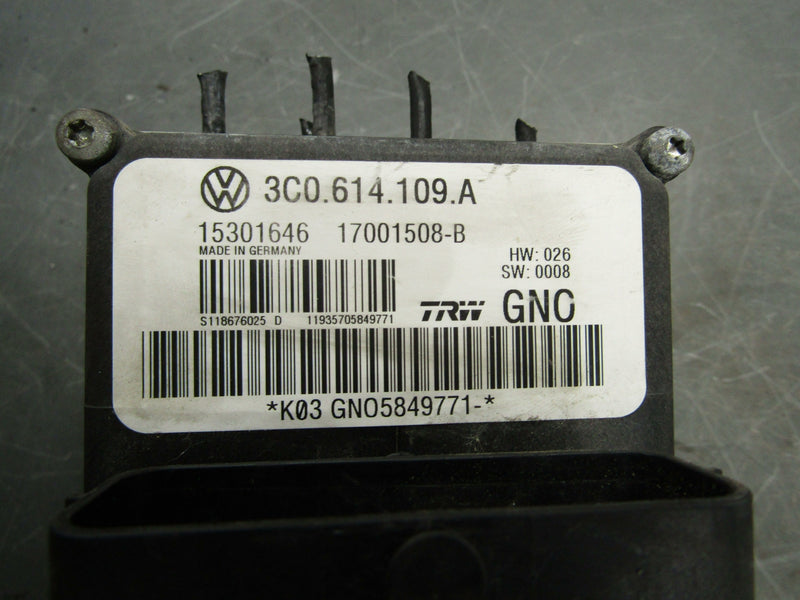 3C0.614.109.A
15301646 17001508-B
MADE IN GERMANY
HW: 026
SW: 0008
S118676025 D 11935705849771
TRW GNO
*K03 GNO5849771-*